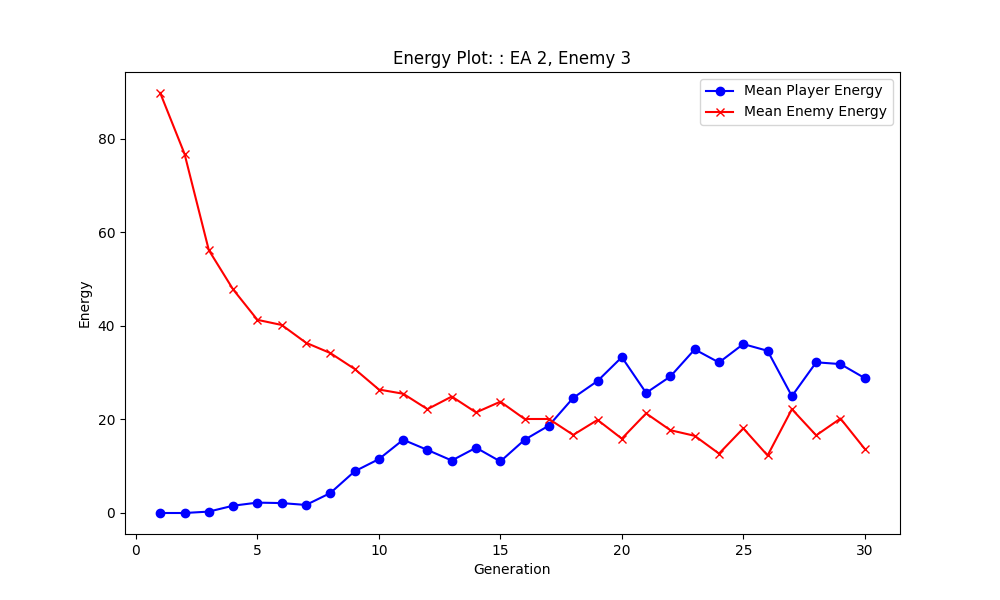 Energy Plot: : EA 2, Enemy 3
Mean Player Energy
Mean Enemy Energy
Energy
80
60
40
20
0
0 5 10 15 20 25 30
Generation